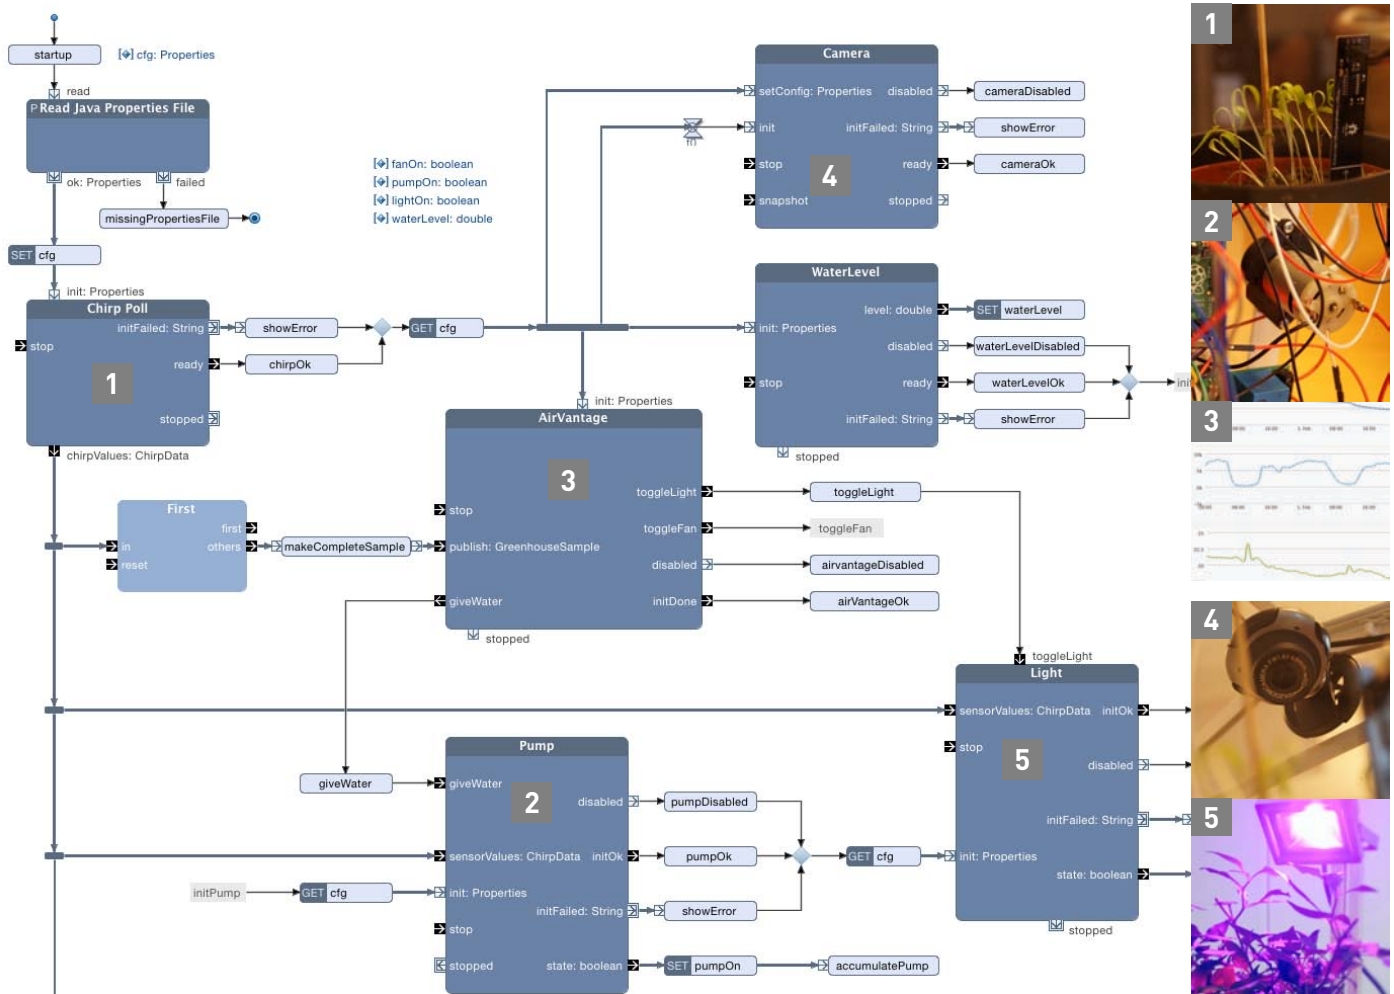 startup
cfg: Properties
read
P Read Java Properties File
ok: Properties
failed
missingPropertiesFile
SET cfg
init: Properties
Chirp Poll
initFailed: String
stop
ready
1
stopped
chirpValues: ChirpData
showError
chirpOk
GET cfg
fanOn: boolean
pumpOn: boolean
lightOn: boolean
waterLevel: double
Camera
setConfig: Properties
disabled
init
initFailed: String
stop
ready
4
snapshot
stopped
cameraDisabled
showError
cameraOk
WaterLevel
level: double
init: Properties
disabled
stop
ready
initFailed: String
stopped
SET waterLevel
waterLevelDisabled
waterLevelOk
showError
init: Properties
AirVantage
3
toggleLight
stop
toggleFan
publish: GreenhouseSample
disabled
giveWater
initDone
stopped
toggleLight
toggleFan
airvantageDisabled
airVantageOk
First
first
in
others
reset
makeCompleteSample
toggleLight
Light
sensorValues: ChirpData
initOk
stop
5
disabled
initFailed: String
init: Properties
state: boolean
stopped
Pump
giveWater
giveWater
2
disabled
sensorValues: ChirpData
initOk
initPump
GET cfg
init: Properties
initFailed: String
stop
stopped
state: boolean
pumpDisabled
pumpOk
showError
GET cfg
SET pumpOn
accumulatePump
1
2
3
4
5